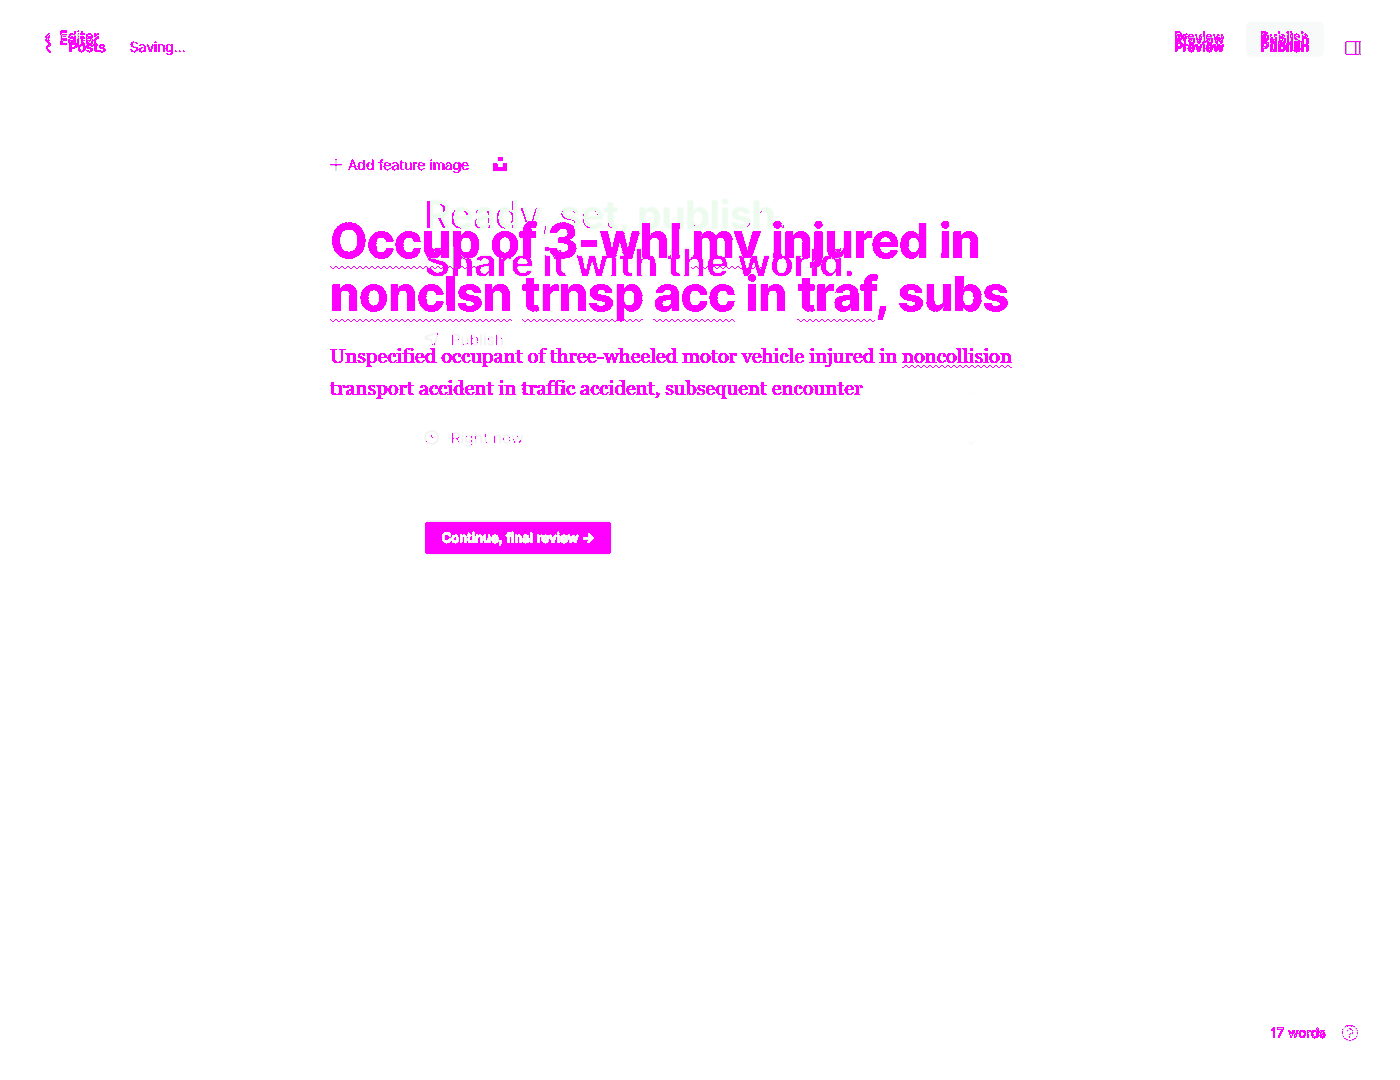 Editor
Posts
Saving...
Preview
Publish
Preview
Publish
Add feature image
Ready, set, publish.
Occup of 3-whl mv injured in
Share it with the world.
nonclsn trnsp acc in traf, subs
Publish
Unspecified occupant of three-wheeled motor vehicle injured in noncollision
transport accident in traffic accident, subsequent encounter
Right now
Continue, final review →
17 words